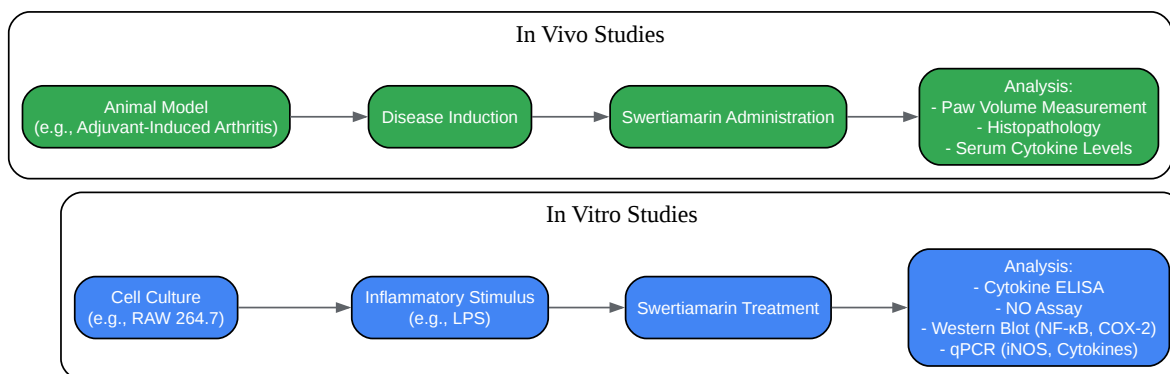 In Vivo Studies
Animal Model
(e.g., Adjuvant-Induced Arthritis)
Disease Induction
Swertiamarin Administration
Analysis:
- Paw Volume Measurement
- Histopathology
- Serum Cytokine Levels
In Vitro Studies
Cell Culture
(e.g., RAW 264.7)
Inflammatory Stimulus
(e.g., LPS)
Swertiamarin Treatment
Analysis:
- Cytokine ELISA
- NO Assay
- Western Blot (NF-κB, COX-2)
- qPCR (iNOS, Cytokines)